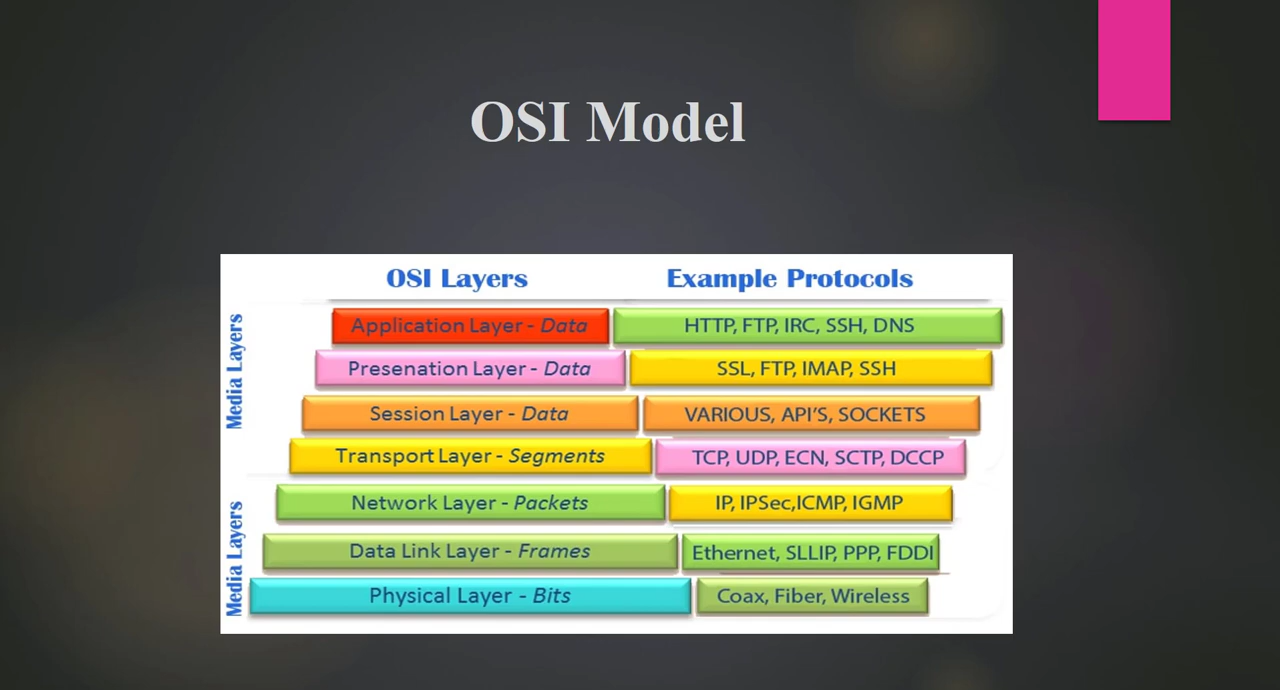 OSI Model
OSI Layers Example Protocols
Media Layers
Application Layer - Data HTTP, FTP, IRC, SSH, DNS
Presenation Layer - Data SSL, FTP, IMAP, SSH
Session Layer - Data VARIOUS, API'S, SOCKETS
Transport Layer - Segments TCP, UDP, ECN, SCTP, DCCP
Media Layers
Network Layer - Packets IP, IPSec,ICMP, IGMP
Data Link Layer - Frames Ethernet, SLLIP, PPP, FDDI
Physical Layer - Bits Coax, Fiber, Wireless